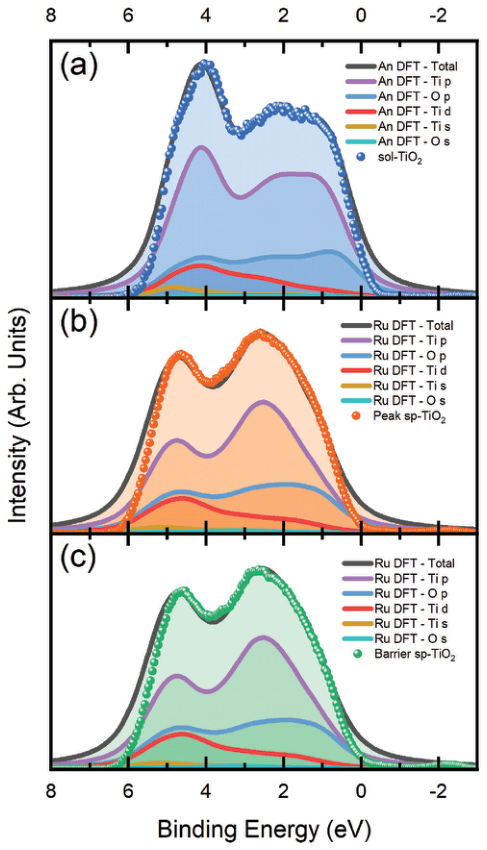 8 6 4 2 0 -2
(a)
An DFT - Total
An DFT - Ti p
An DFT - O p
An DFT - Ti d
An DFT - Ti s
An DFT - O s
sol-TiO₂
(b)
Ru DFT - Total
Ru DFT - Ti p
Ru DFT - O p
Ru DFT - Ti d
Ru DFT - Ti s
Ru DFT - O s
Peak sp-TiO₂
(c)
Ru DFT - Total
Ru DFT - Ti p
Ru DFT - O p
Ru DFT - Ti d
Ru DFT - Ti s
Ru DFT - O s
Barrier sp-TiO₂
Intensity (Arb. Units)
8 6 4 2 0 -2
Binding Energy (eV)